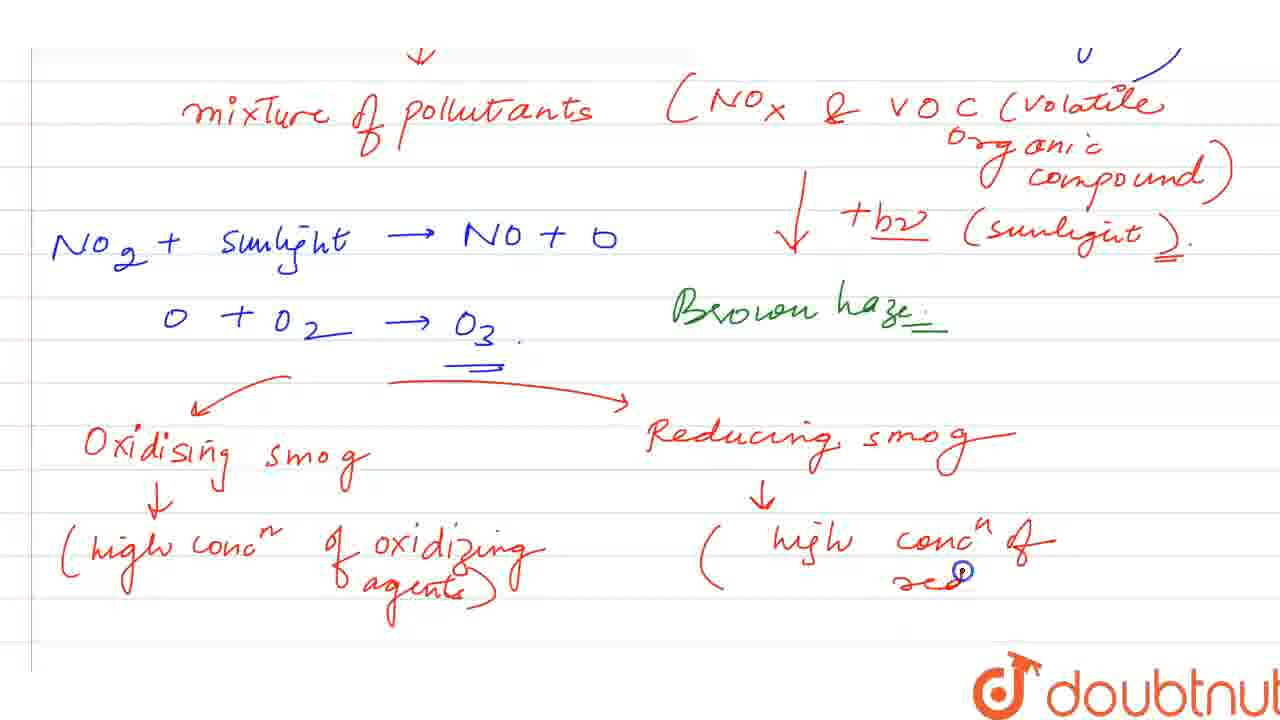 mixture of pollutants (NOx & VOC (volatile
organic
compound)
+hν (sunlight).
NO2 + sunlight → NO + O
Brown haze.
O + O2 → O3.
Oxidising smog
Reducing smog
(high concn of oxidizing
agents)
(high concn of
red
doubtnut